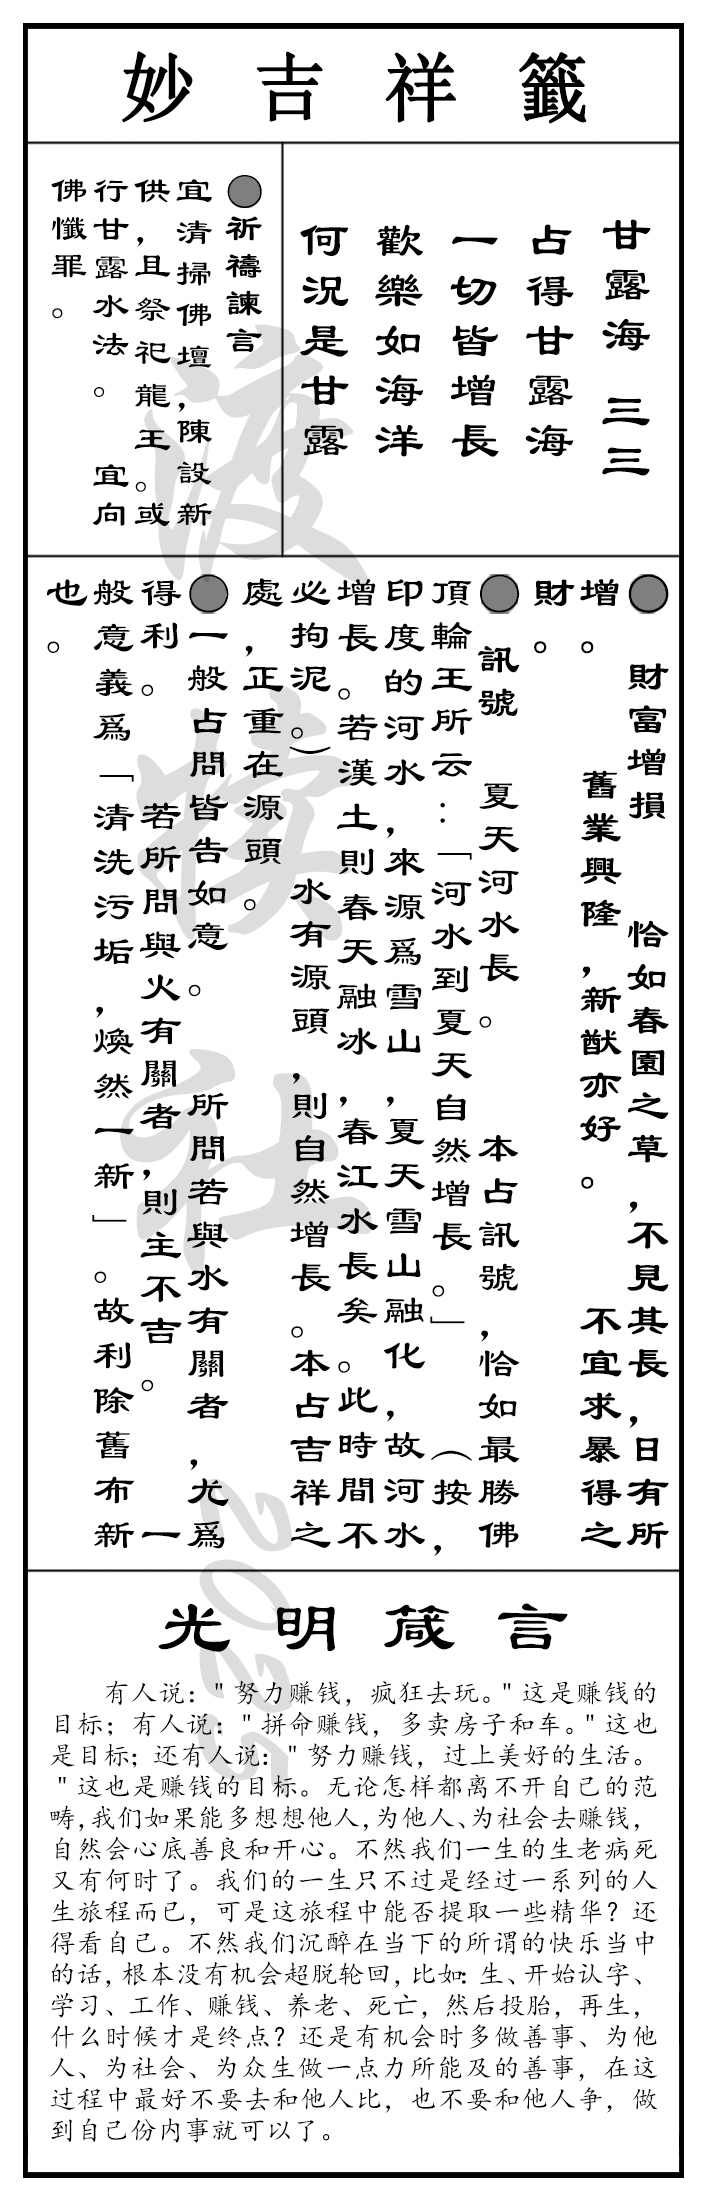 妙吉祥籤
甘露海　三三
占得甘露海
一切皆增長
歡樂如海洋
何況是甘露
●祈禱諫言
宜清掃佛壇，陳設新
供，且祭祀龍王。或
行甘露水法。　宜向
佛懺罪。
●　財富增損　　恰如春園之草，不見其長，日有所
增。　　舊業興隆，新猷亦好。　　不宜求暴得之
財。
●　訊號　夏天河水長。　　本占訊號，恰如最勝佛
頂輪王所云：「河水到夏天自然增長。」　　（按，
印度的河水，來源爲雪山，夏天雪山融化，故河水
增長。若漢土則春天融冰，春江水長矣。此時間不
必拘泥。）　　水有源頭，則自然增長。本占吉祥之
處，正重在源頭。
●一般占問皆告如意。　　所問若與水有關者，尤爲
得利。　　若所問與火有關者，則主不吉。　　一
般意義爲「清洗污垢，煥然一新」。故利除舊布新
也。
光明箴言
有人说："努力赚钱，疯狂去玩。"这是赚钱的
目标；有人说："拼命赚钱，多卖房子和车。"这也
是目标；还有人说："努力赚钱，过上美好的生活。
"这也是赚钱的目标。无论怎样都离不开自己的范
畴，我们如果能多想想他人，为他人、为社会去赚钱，
自然会心底善良和开心。不然我们一生的生老病死
又有何时了。我们的一生只不过是经过一系列的人
生旅程而已，可是这旅程中能否提取一些精华？还
得看自己。不然我们沉醉在当下的所谓的快乐当中
的话，根本没有机会超脱轮回，比如：生、开始认字、
学习、工作、赚钱、养老、死亡，然后投胎，再生，
什么时候才是终点？还是有机会时多做善事、为他
人、为社会、为众生做一点力所能及的善事，在这
过程中最好不要去和他人比，也不要和他人争，做
到自己份内事就可以了。
2025